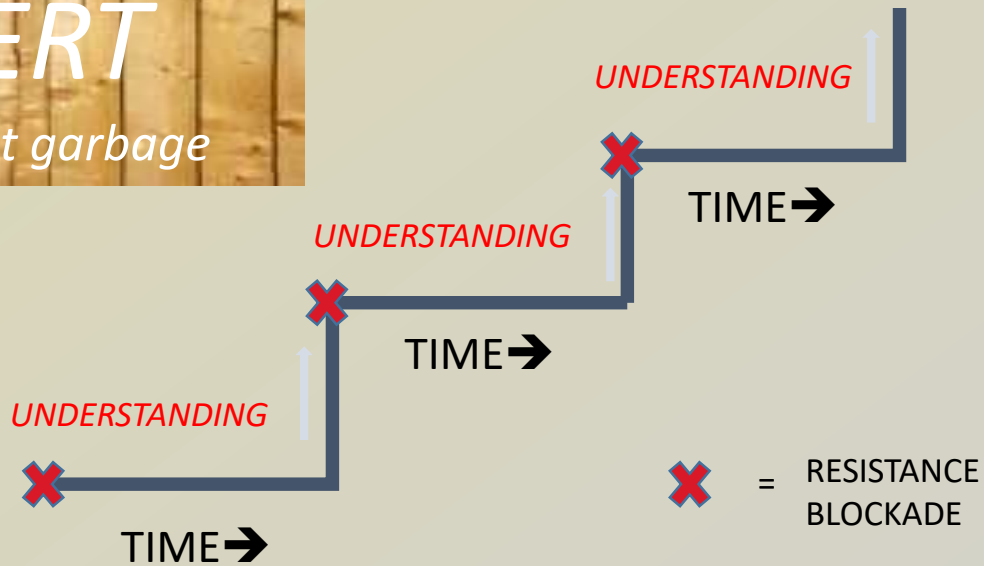 ERT
t garbage
UNDERSTANDING
TIME➔
UNDERSTANDING
TIME➔
UNDERSTANDING
TIME➔
= RESISTANCE
BLOCKADE